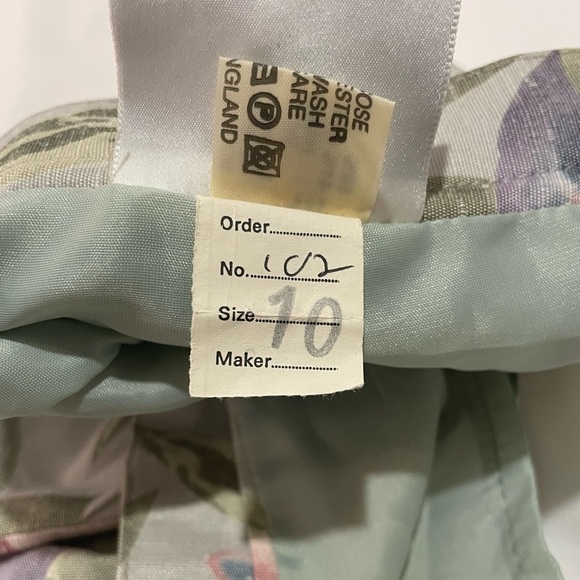 OSE
ESTER
WASH
ARE
P
NGLAND
Order
No. 102
Size 10
Maker